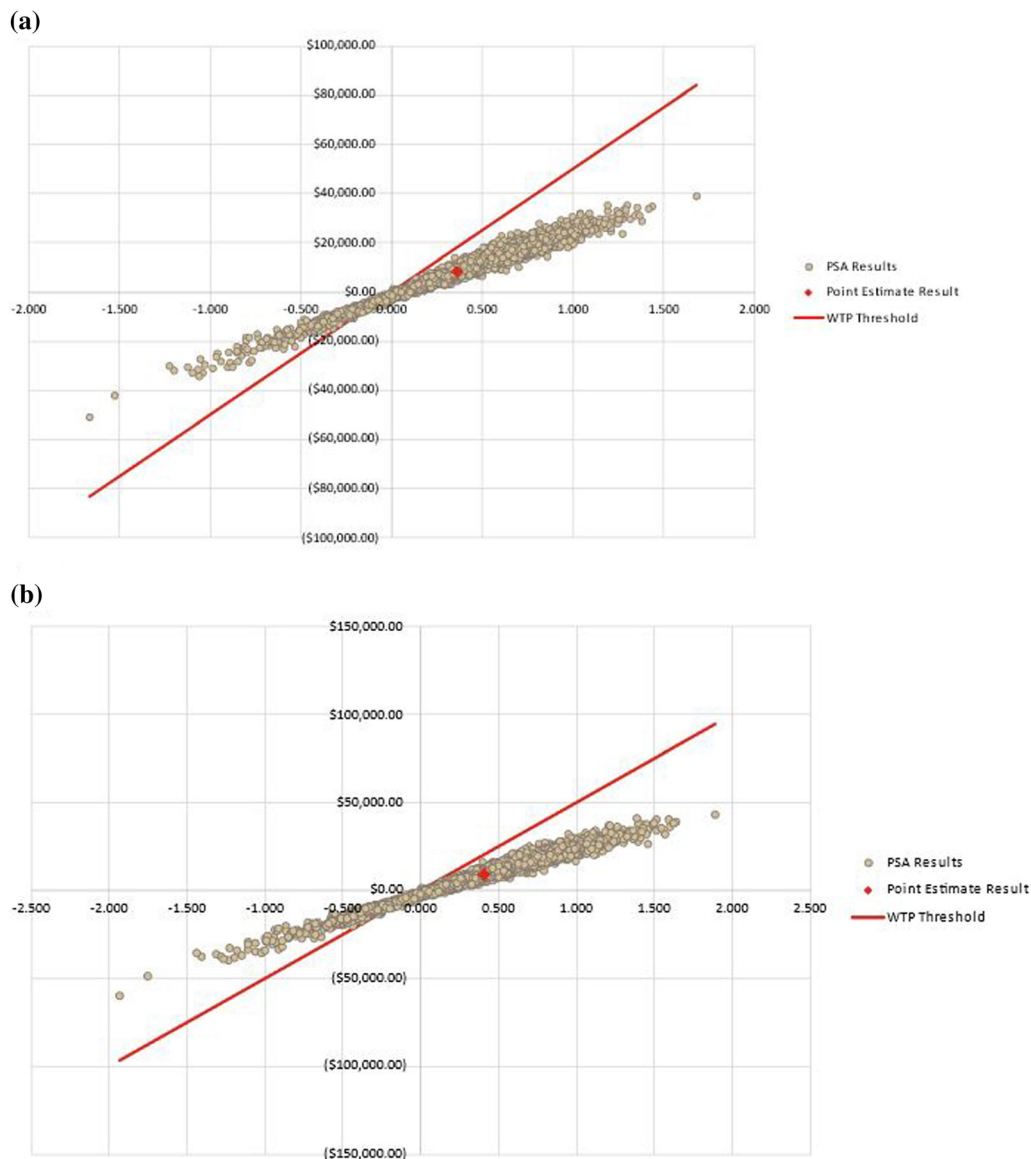 (a)
$100,000.00
-2.000 -1.500 -1.000 -0.500 0.000 0.500 1.000 1.500 2.000
$80,000.00
$60,000.00
$40,000.00
$20,000.00
$0.00
($20,000.00)
($40,000.00)
($60,000.00)
($80,000.00)
($100,000.00)
PSA Results
Point Estimate Result
WTP Threshold
(b)
$150,000.00
$100,000.00
$50,000.00
$0.00
-2.500 -2.000 -1.500 -1.000 -0.500 0.000 0.500 1.000 1.500 2.000 2.500
($50,000.00)
($100,000.00)
($150,000.00)
PSA Results
Point Estimate Result
WTP Threshold